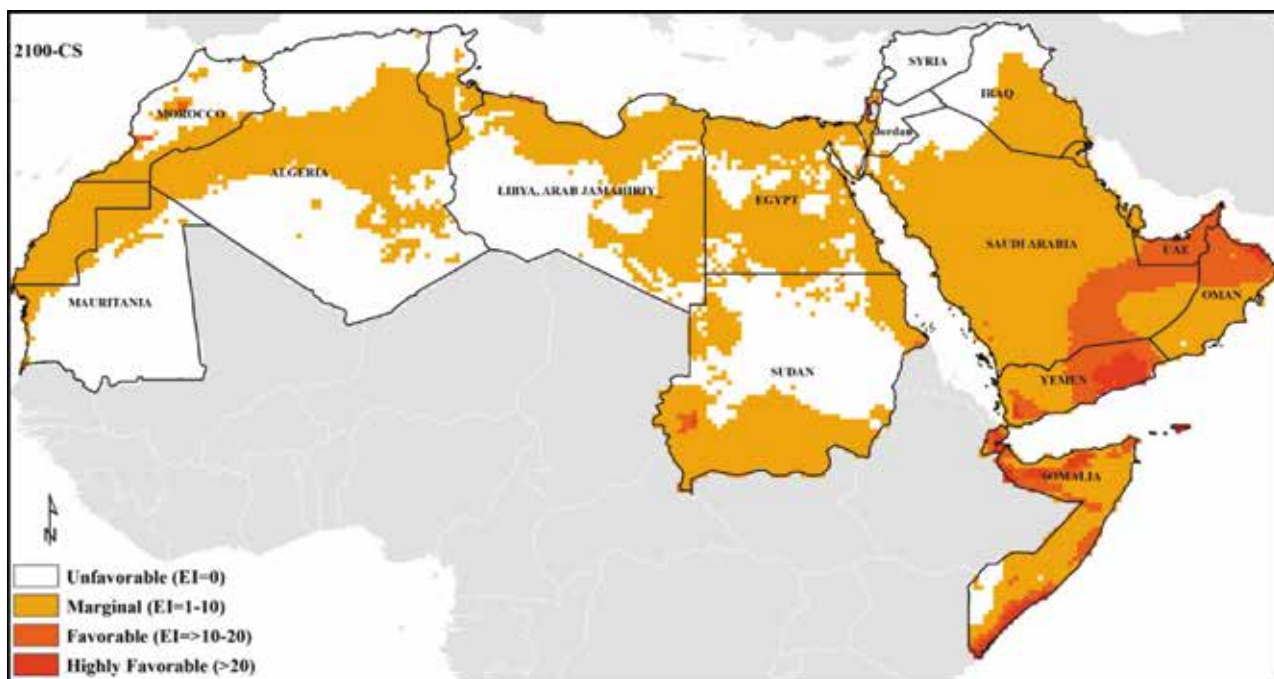 2100-CS
SYRIA
IRAQ
MOROCCO
Jordan
ALGERIA
LIBYA, ARAB JAMAHIRIY
EGYPT
SAUDI ARABIA
UAE
MAURITANIA
OMAN
SUDAN
YEMEN
SOMALIA
N
Unfavorable (EI=0)
Marginal (EI=1-10)
Favorable (EI=>10-20)
Highly Favorable (>20)